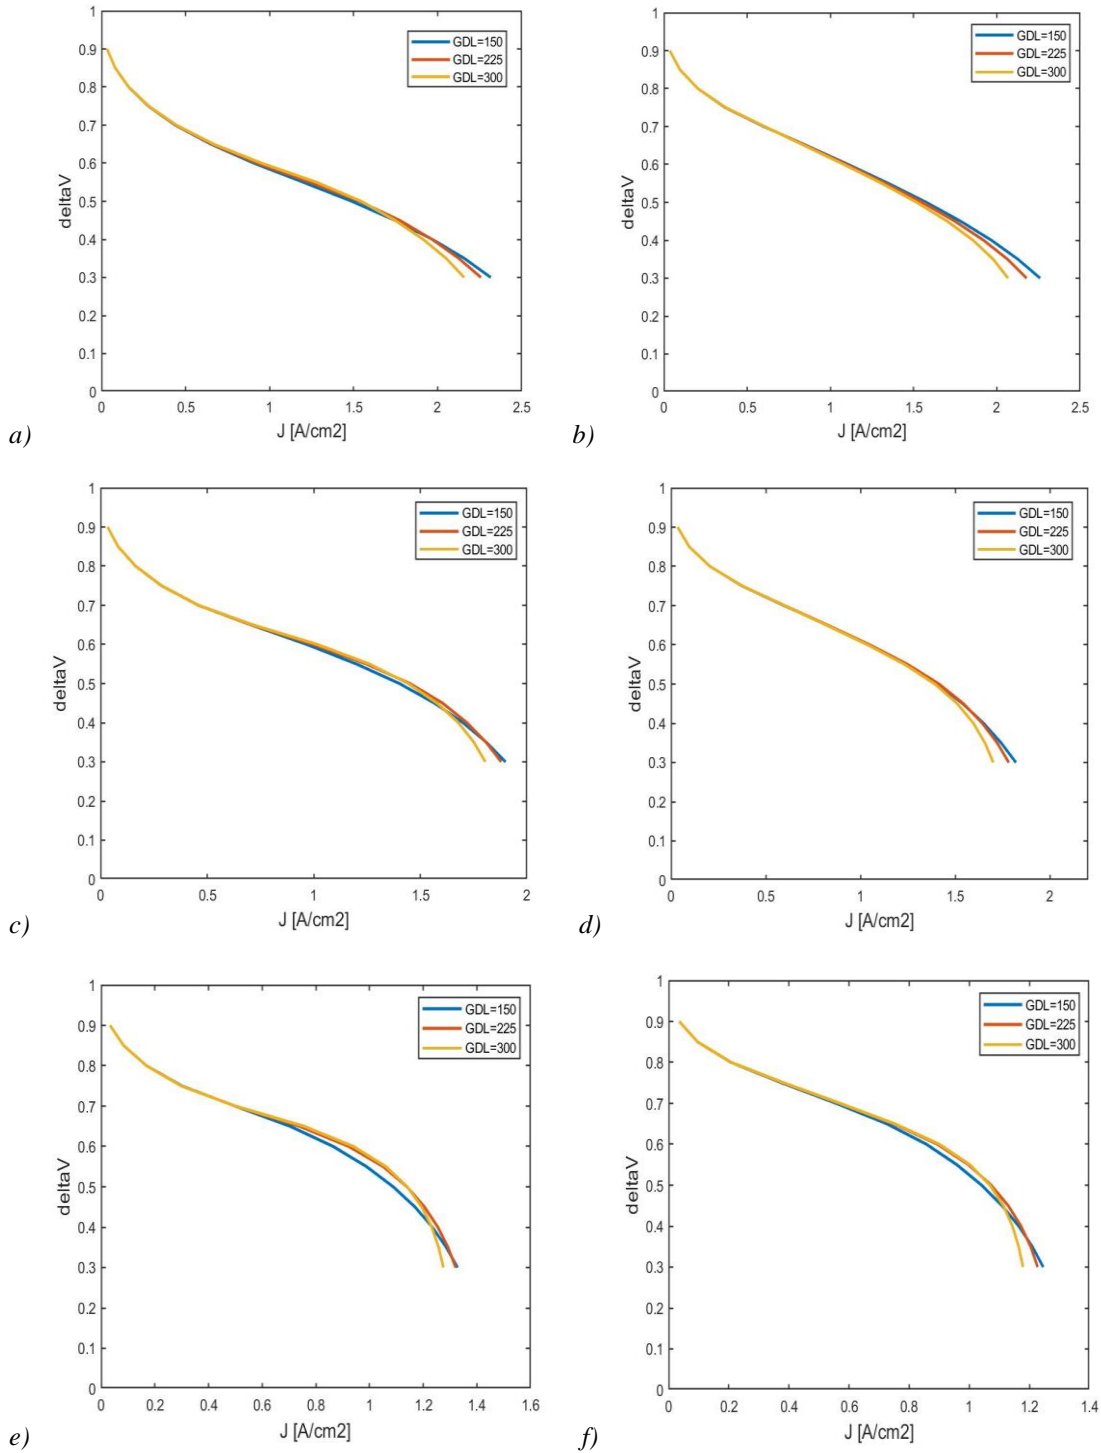 1
0.9
0.8
0.7
0.6
0.5
0.4
0.3
0.2
0.1
0
deltaV
GDL=150
GDL=225
GDL=300
0 0.5 1 1.5 2 2.5
J [A/cm2]
a)
1
0.9
0.8
0.7
0.6
0.5
0.4
0.3
0.2
0.1
0
deltaV
GDL=150
GDL=225
GDL=300
0 0.5 1 1.5 2 2.5
J [A/cm2]
b)
1
0.9
0.8
0.7
0.6
0.5
0.4
0.3
0.2
0.1
0
deltaV
GDL=150
GDL=225
GDL=300
0 0.5 1 1.5 2
J [A/cm2]
c)
1
0.9
0.8
0.7
0.6
0.5
0.4
0.3
0.2
0.1
0
deltaV
GDL=150
GDL=225
GDL=300
0 0.5 1 1.5 2
J [A/cm2]
d)
1
0.9
0.8
0.7
0.6
0.5
0.4
0.3
0.2
0.1
0
deltaV
GDL=150
GDL=225
GDL=300
0 0.2 0.4 0.6 0.8 1 1.2 1.4 1.6
J [A/cm2]
e)
1
0.9
0.8
0.7
0.6
0.5
0.4
0.3
0.2
0.1
0
deltaV
GDL=150
GDL=225
GDL=300
0 0.2 0.4 0.6 0.8 1 1.2 1.4
J [A/cm2]
f)